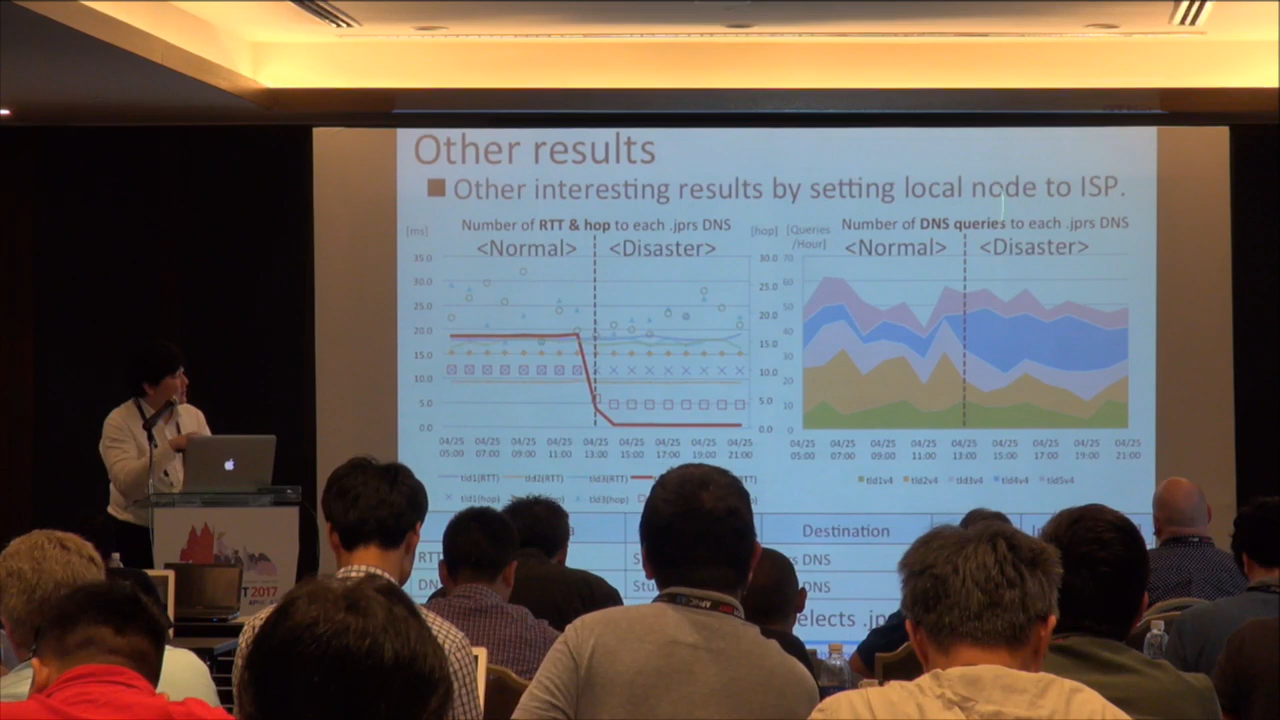 Other results
Other interesting results by setting local node to ISP.
Number of RTT & hop to each .jprs DNS
[ms]
<Normal> <Disaster>
[hop]
35.0
30.0
25.0
20.0
15.0
10.0
5.0
0.0
30.0
25.0
20.0
15.0
10.0
5.0
0.0
04/25 04/25 04/25 04/25 04/25 04/25 04/25 04/25 04/25
05:00 07:00 09:00 11:00 13:00 15:00 17:00 19:00 21:00
tld1(RTT) tld2(RTT) tld3(RTT)
tld1(hop) tld3(hop)
Number of DNS queries to each .jprs DNS
[Queries
/Hour]
<Normal> <Disaster>
70
60
50
40
30
20
10
0
04/25 04/25 04/25 04/25 04/25 04/25 04/25 04/25 04/25
05:00 07:00 09:00 11:00 13:00 15:00 17:00 19:00 21:00
tld1v4 tld2v4 tld3v4 tld4v4 tld5v4
Destination
RTT
DNS
DN
DNS
elects .jp
T 2017